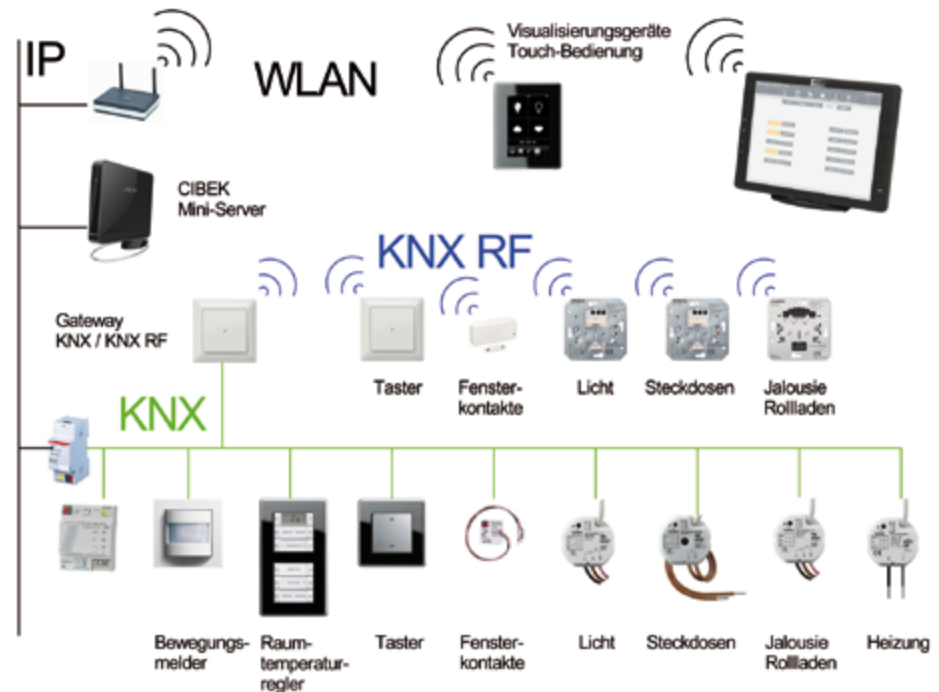 IP
WLAN
Visualisierungsgeräte
Touch-Bedienung
CIBEK
Mini-Server
KNX RF
Gateway
KNX / KNX RF
Taster
Fenster-
kontakte
Licht
Steckdosen
Jalousie
Rollladen
KNX
Bewegungs-
melder
Raum-
temperatur-
regler
Taster
Fenster-
kontakte
Licht
Steckdosen
Jalousie
Rollladen
Heizung